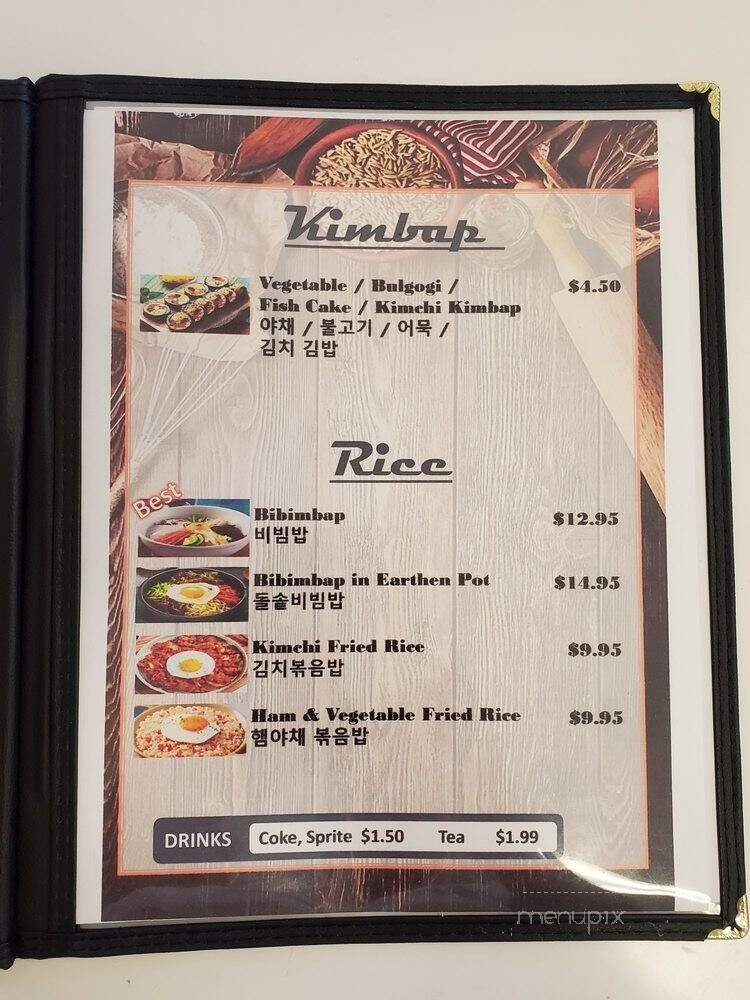 Kimbap
Vegetable / Bulgogi / $4.50
Fish Cake / Kimchi Kimbap
야채 / 불고기 / 어묵 /
김치 김밥
Rice
Best
Bibimbap $12.95
비빔밥
Bibimbap in Earthen Pot $14.95
돌솥비빔밥
Kimchi Fried Rice $9.95
김치볶음밥
Ham & Vegetable Fried Rice $9.95
햄야채 볶음밥
DRINKS Coke, Sprite $1.50 Tea $1.99
menupix